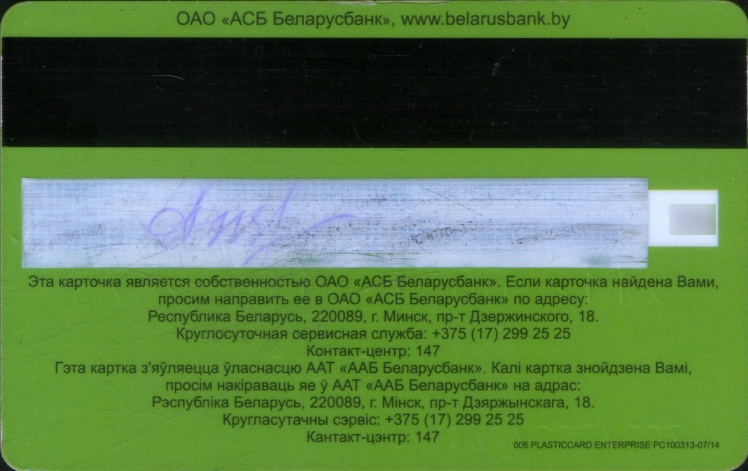 ОАО «АСБ Беларусбанк», www.belarusbank.by
Эта карточка является собственностью ОАО «АСБ Беларусбанк». Если карточка найдена Вами,
просим направить ее в ОАО «АСБ Беларусбанк» по адресу:
Республика Беларусь, 220089, г. Минск, пр-т Дзержинского, 18.
Круглосуточная сервисная служба: +375 (17) 299 25 25
Контакт-центр: 147
Гэта картка з'яўляецца ўласнасцю ААТ «ААБ Беларусбанк». Калі картка знойдзена Вамі,
просім накіраваць яе ў ААТ «ААБ Беларусбанк» на адрас:
Рэспубліка Беларусь, 220089, г. Мінск, пр-т Дзяржынскага, 18.
Кругласутачны сэрвіс: +375 (17) 299 25 25
Кантакт-цэнтр: 147
006 PLASTICCARD ENTERPRISE PC100313-07/14